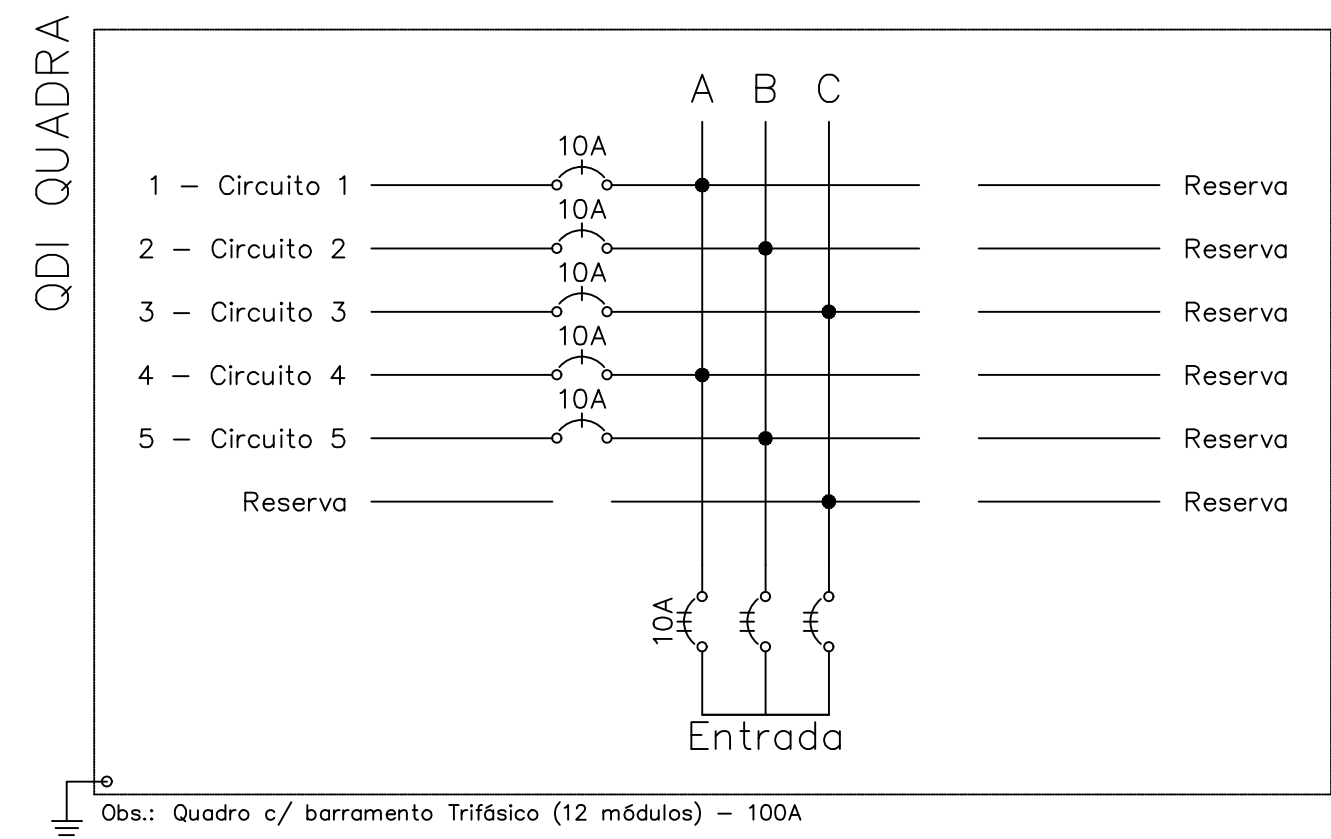 QDI QUADRA
A B C
10A
1 – Circuito 1 Reserva
10A
2 – Circuito 2 Reserva
10A
3 – Circuito 3 Reserva
10A
4 – Circuito 4 Reserva
10A
5 – Circuito 5 Reserva
Reserva Reserva
10A
Entrada
Obs.: Quadro c/ barramento Trifásico (12 módulos) – 100A